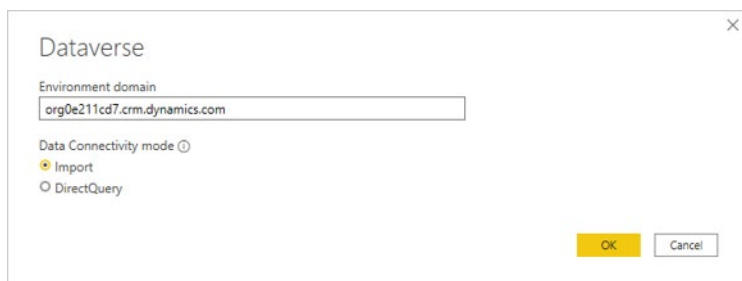 Dataverse
Environment domain
org0e211cd7.crm.dynamics.com
Data Connectivity mode
Import
DirectQuery
OK Cancel